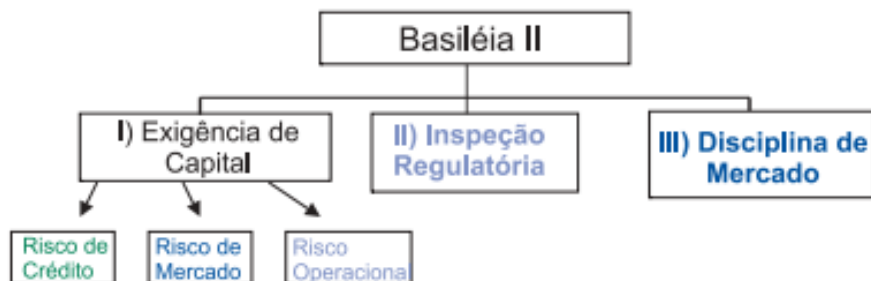 Basiléia II
I) Exigência de
Capital
II) Inspeção
Regulatória
III) Disciplina de
Mercado
Risco de
Crédito
Risco de
Mercado
Risco
Operacional